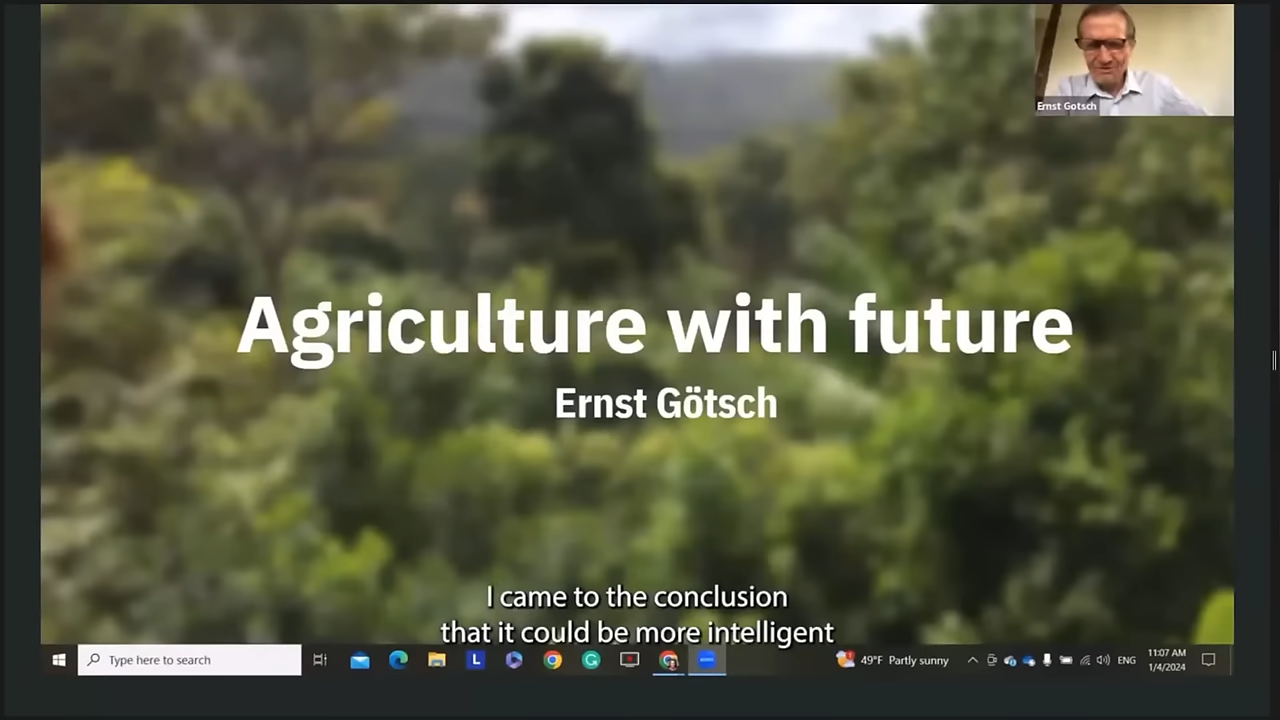 Ernst Gotsch
Agriculture with future
Ernst Götsch
I came to the conclusion
that it could be more intelligent
Type here to search
L
49°F Partly sunny
ENG
11:07 AM
1/4/2024